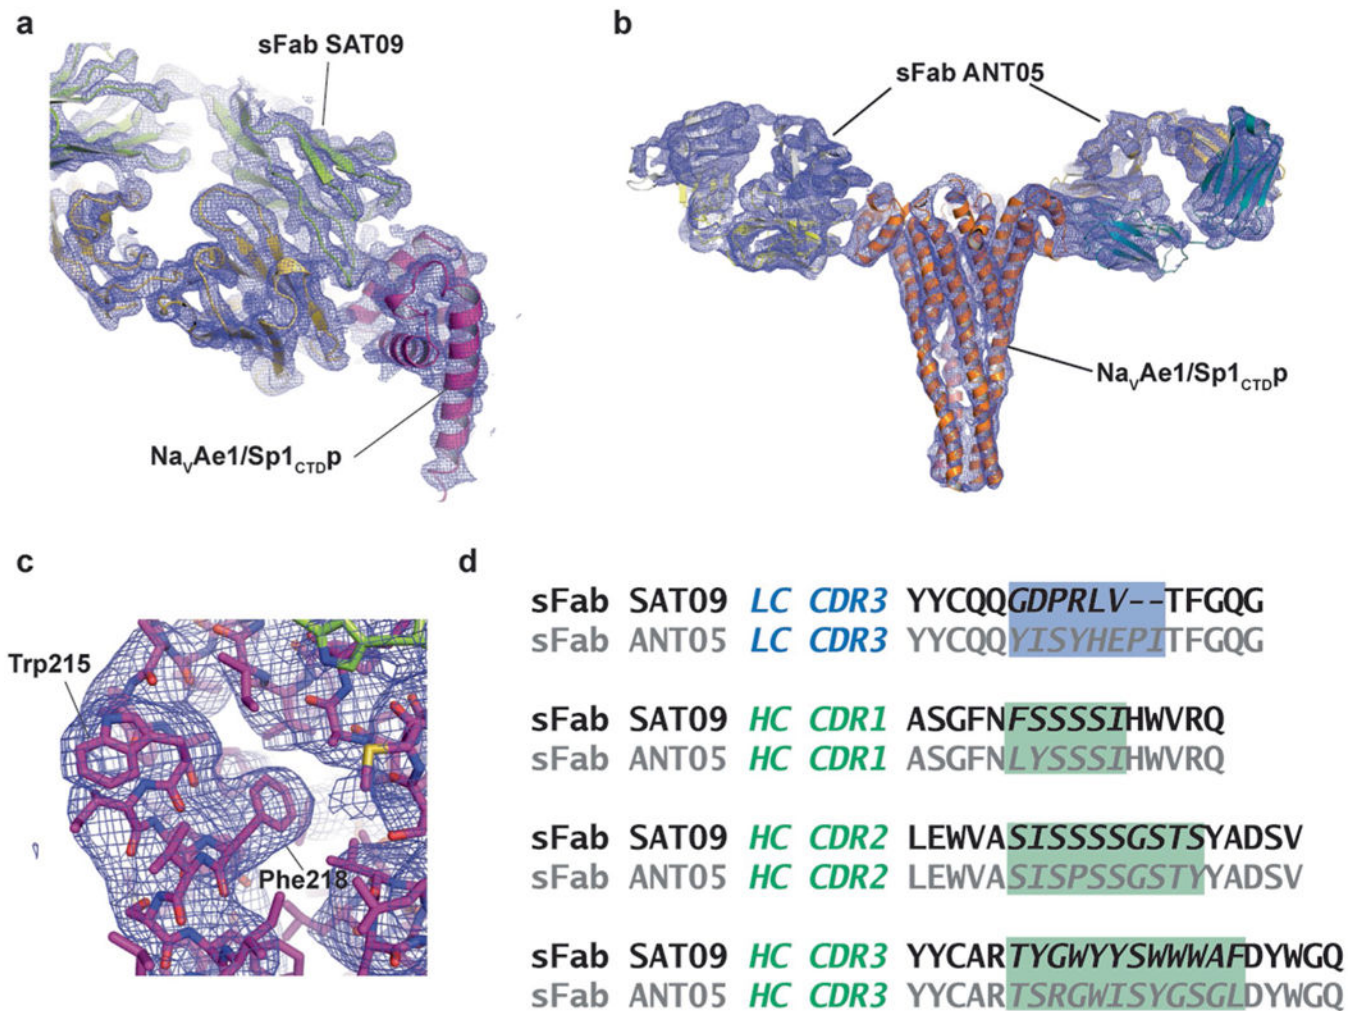 a
sFab SAT09
NaVAe1/Sp1CTDp
b
sFab ANT05
NaVAe1/Sp1CTDp
c
Trp215
Phe218
d
sFab SAT09 LC CDR3 YYCQQGDPRLV--TFGQG
sFab ANT05 LC CDR3 YYCQQYISYHEPITFGQG
sFab SAT09 HC CDR1 ASGFNFSSSSIHWVRQ
sFab ANT05 HC CDR1 ASGFNLYSSSIHWVRQ
sFab SAT09 HC CDR2 LEWVASISSSSGSTSYADSV
sFab ANT05 HC CDR2 LEWVASISPSSGSTYYADSV
sFab SAT09 HC CDR3 YYCARTYGWYYSWWWAFDYWGQ
sFab ANT05 HC CDR3 YYCARTSRGWISYGSGLDYWGQ